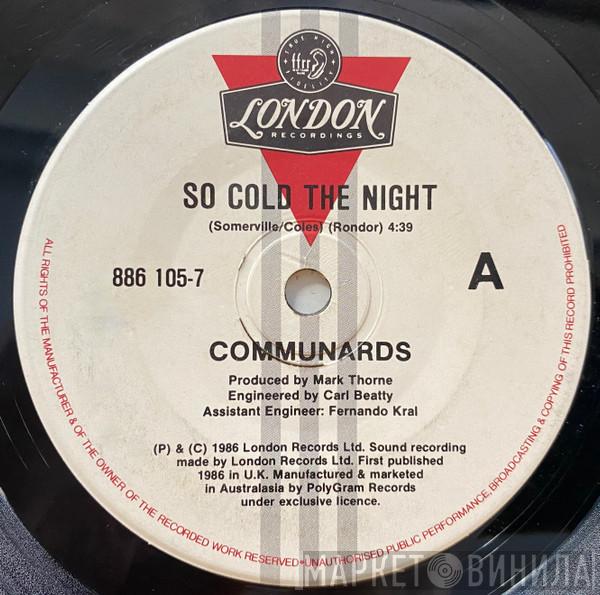 TRUE HIGH FIDELITY
ffrr
LONDON
RECORDINGS
SO COLD THE NIGHT
(Somerville/Coles) (Rondor) 4:39
886 105-7
A
COMMUNARDS
Produced by Mark Thorne
Engineered by Carl Beatty
Assistant Engineer: Fernando Kral
(P) & (C) 1986 London Records Ltd. Sound recording
made by London Records Ltd. First published
1986 in U.K. Manufactured & marketed
in Australasia by PolyGram Records
under exclusive licence.
ALL RIGHTS OF THE MANUFACTURER & OF THE OWNER OF THE RECORDED WORK RESERVED•UNAUTHORISED PUBLIC PERFORMANCE, BROADCASTING & COPYING OF THIS RECORD PROHIBITED
МАРКЕТ ВИНИЛА